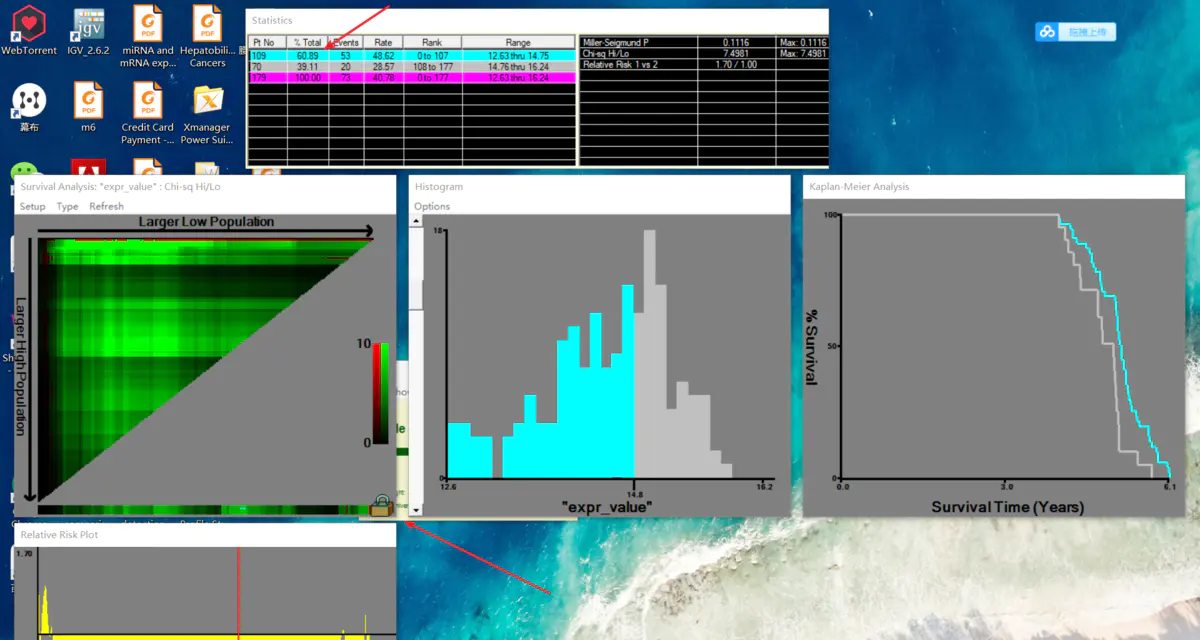 WebTorrent
IGV_2.6.2
miRNA and mRNA exp...
Hepatobili... Cancers
幕布
m6
Credit Card Payment -...
Xmanager Power Sui...
Statistics
Pt No % Total Events Rate Rank Range
109 60.89 53 48.62 0 to 107 12.63 thru 14.75
70 39.11 20 28.57 108 to 177 14.76 thru 16.24
179 100.00 73 40.78 0 to 177 12.63 thru 16.24
Miller-Seigmund P 0.1116 Max: 0.1116
Chi-sq Hi/Lo 7.4981 Max: 7.4981
Relative Risk 1 vs 2 1.70 / 1.00
拖拽上传
Survival Analysis: "expr_value" : Chi-sq Hi/Lo
Setup Type Refresh
Larger Low Population
Larger High Population
10
0
Histogram
Options
18
0
12.6 14.8 16.2
"expr_value"
Kaplan-Meier Analysis
100
50
0
% Survival
0.0 3.0 6.1
Survival Time (Years)
Relative Risk Plot
1.70